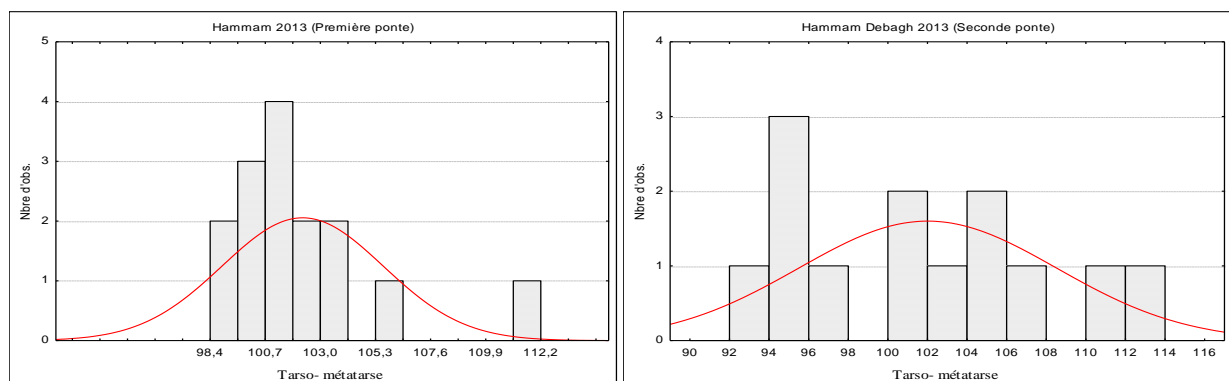 Hammam 2013 (Première ponte)
5
4
3
2
1
0
Nbre d'obs.
98,4 100,7 103,0 105,3 107,6 109,9 112,2
Tarso- métatarse
Hammam Debagh 2013 (Seconde ponte)
4
3
2
1
0
Nbre d'obs.
90 92 94 96 98 100 102 104 106 108 110 112 114 116
Tarso- métatarse